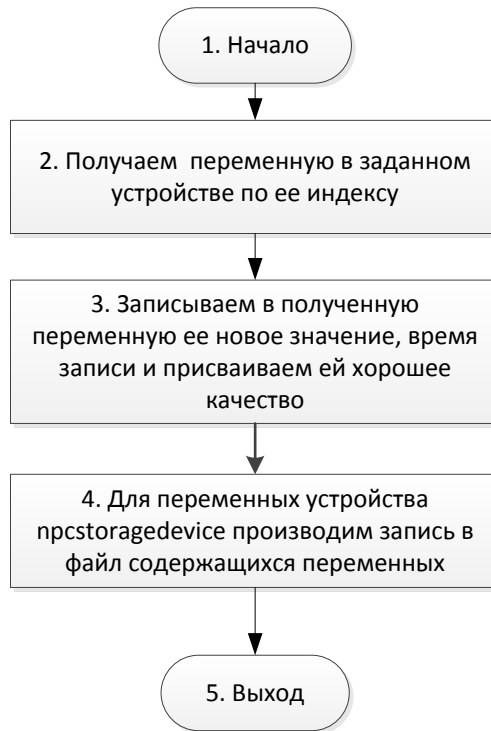 1. Начало
2. Получаем переменную в заданном
устройстве по ее индексу
3. Записываем в полученную
переменную ее новое значение, время
записи и присваиваем ей хорошее
качество
4. Для переменных устройства
npcstoragedevice производим запись в
файл содержащихся переменных
5. Выход